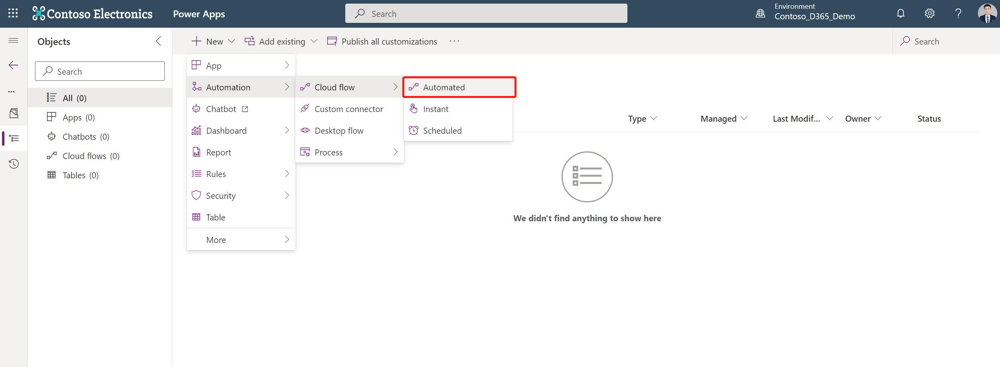 Contoso Electronics
Power Apps
Search
Environment
Contoso_D365_Demo
Objects
New
Add existing
Publish all customizations
Search
Search
All (0)
Apps (0)
Chatbots (0)
Cloud flows (0)
Tables (0)
App
Automation
Chatbot
Dashboard
Report
Rules
Security
Table
More
Cloud flow
Custom connector
Desktop flow
Process
Automated
Instant
Scheduled
Type
Managed
Last Modif...
Owner
Status
We didn't find anything to show here